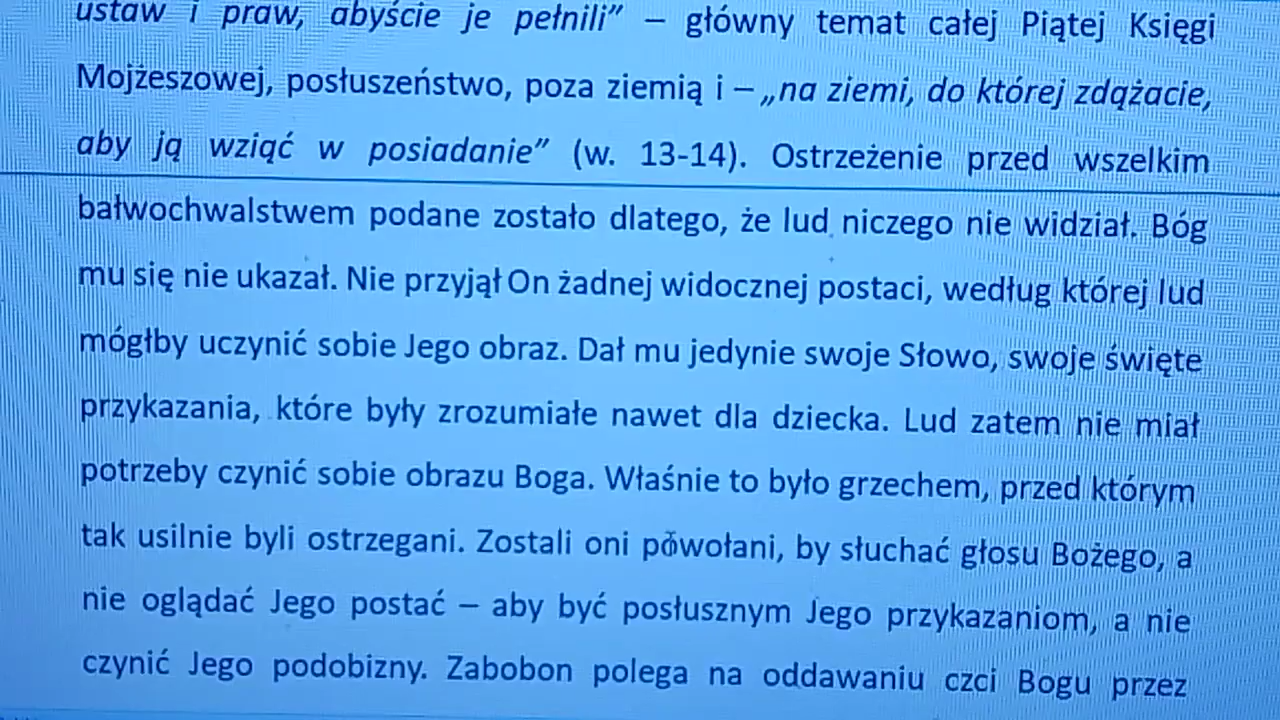 ustaw i praw, abyście je pełnili” – główny temat całej Piątej Księgi
Mojżeszowej, posłuszeństwo, poza ziemią i – „na ziemi, do której zdążacie,
aby ją wziąć w posiadanie” (w. 13-14). Ostrzeżenie przed wszelkim
bałwochwalstwem podane zostało dlatego, że lud niczego nie widział. Bóg
mu się nie ukazał. Nie przyjął On żadnej widocznej postaci, według której lud
mógłby uczynić sobie Jego obraz. Dał mu jedynie swoje Słowo, swoje święte
przykazania, które były zrozumiałe nawet dla dziecka. Lud zatem nie miał
potrzeby czynić sobie obrazu Boga. Właśnie to było grzechem, przed którym
tak usilnie byli ostrzegani. Zostali oni powołani, by słuchać głosu Bożego, a
nie oglądać Jego postać – aby być posłusznym Jego przykazaniom, a nie
czynić Jego podobizny. Zabobon polega na oddawaniu czci Bogu przez